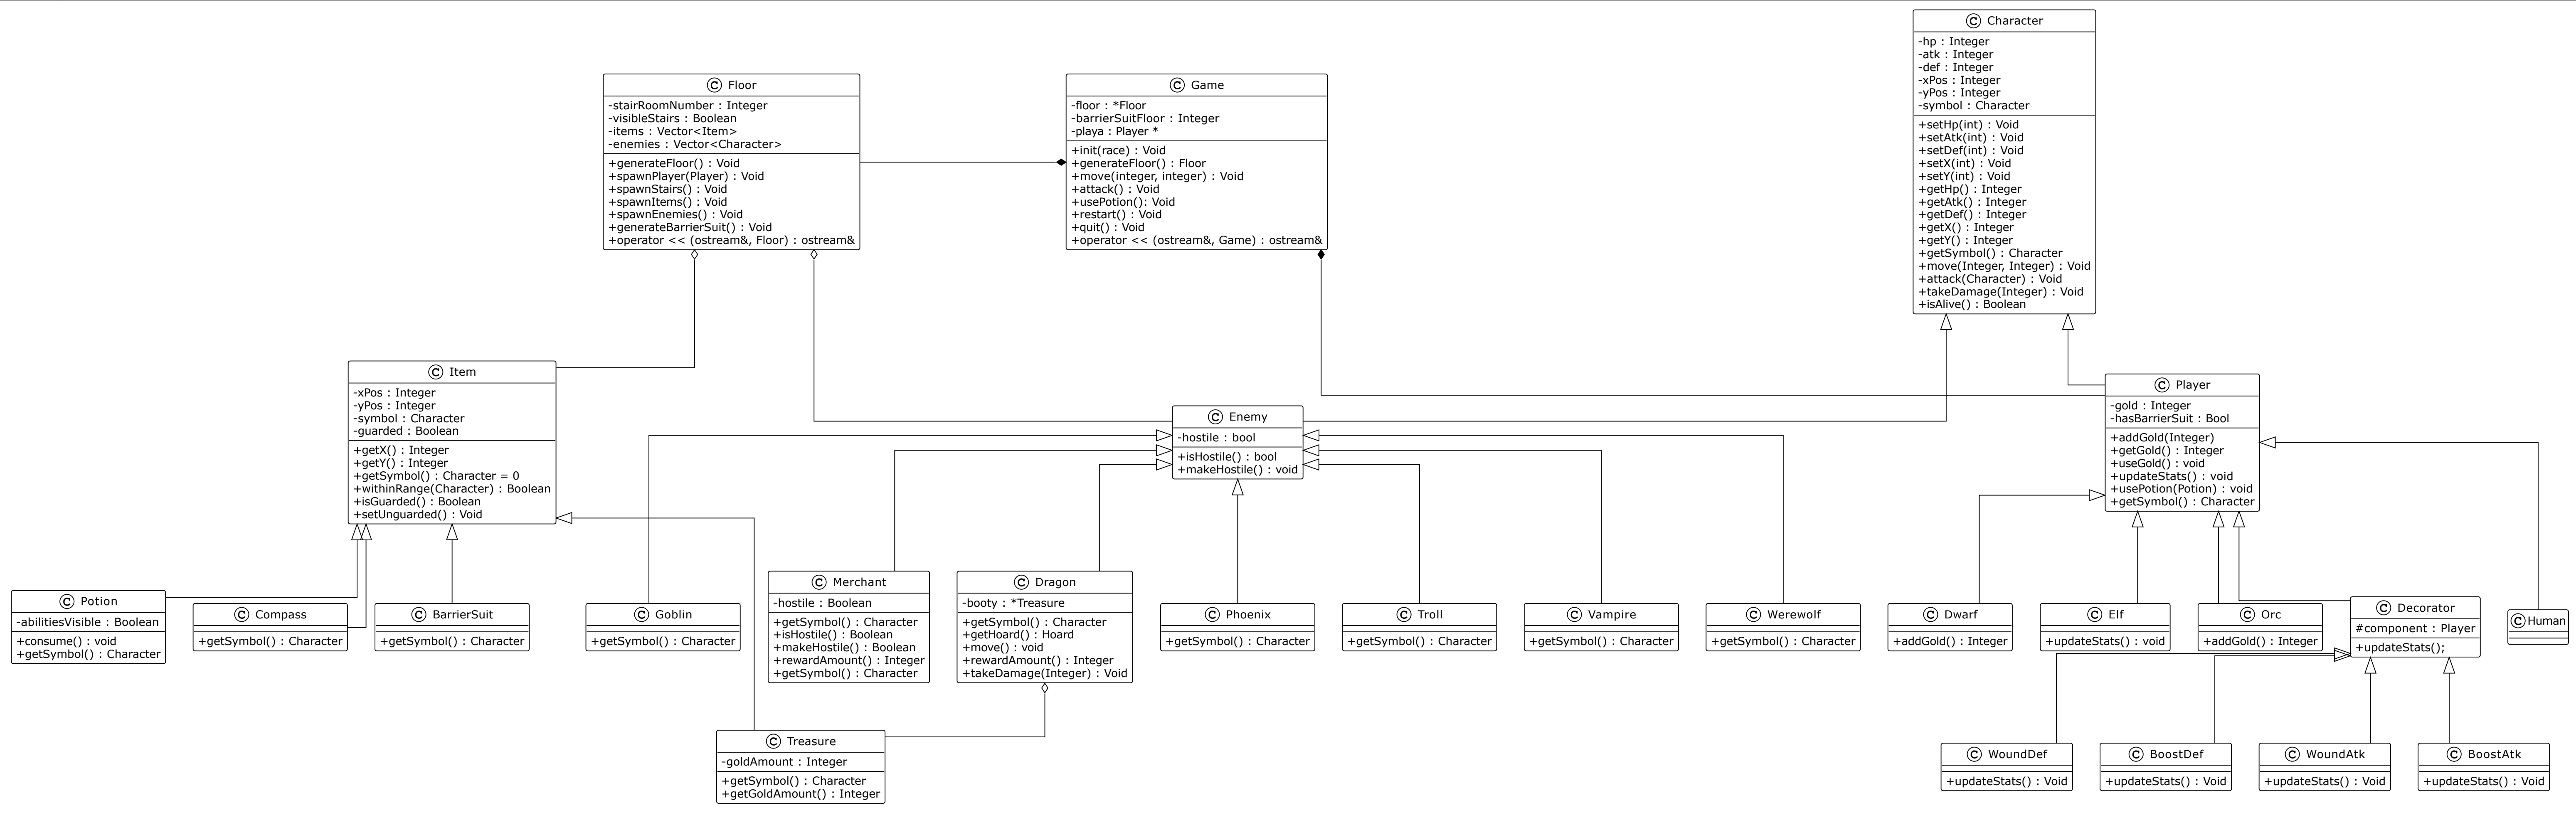 C Character
-hp : Integer
-atk : Integer
-def : Integer
-xPos : Integer
-yPos : Integer
-symbol : Character
+setHp(int) : Void
+setAtk(int) : Void
+setDef(int) : Void
+setX(int) : Void
+setY(int) : Void
+getHp() : Integer
+getAtk() : Integer
+getDef() : Integer
+getX() : Integer
+getY() : Integer
+getSymbol() : Character
+move(Integer, Integer) : Void
+attack(Character) : Void
+takeDamage(Integer) : Void
+isAlive() : Boolean
C Floor
-stairRoomNumber : Integer
-visibleStairs : Boolean
-items : Vector<Item>
-enemies : Vector<Character>
+generateFloor() : Void
+spawnPlayer(Player) : Void
+spawnStairs() : Void
+spawnItems() : Void
+spawnEnemies() : Void
+generateBarrierSuit() : Void
+operator << (ostream&, Floor) : ostream&
C Game
-floor : *Floor
-barrierSuitFloor : Integer
-playa : Player *
+init(race) : Void
+generateFloor() : Floor
+move(integer, integer) : Void
+attack() : Void
+usePotion(): Void
+restart() : Void
+quit() : Void
+operator << (ostream&, Game) : ostream&
C Item
-xPos : Integer
-yPos : Integer
-symbol : Character
-guarded : Boolean
+getX() : Integer
+getY() : Integer
+getSymbol() : Character = 0
+withinRange(Character) : Boolean
+isGuarded() : Boolean
+setUnguarded() : Void
C Enemy
-hostile : bool
+isHostile() : bool
+makeHostile() : void
C Player
-gold : Integer
-hasBarrierSuit : Bool
+addGold(Integer)
+getGold() : Integer
+useGold() : void
+updateStats() : void
+usePotion(Potion) : void
+getSymbol() : Character
C Potion
-abilitiesVisible : Boolean
+consume() : void
+getSymbol() : Character
C Compass
+getSymbol() : Character
C BarrierSuit
+getSymbol() : Character
C Goblin
+getSymbol() : Character
C Merchant
-hostile : Boolean
+getSymbol() : Character
+isHostile() : Boolean
+makeHostile() : Boolean
+rewardAmount() : Integer
+getSymbol() : Character
C Dragon
-booty : *Treasure
+getSymbol() : Character
+getHoard() : Hoard
+move() : void
+rewardAmount() : Integer
+takeDamage(Integer) : Void
C Phoenix
+getSymbol() : Character
C Troll
+getSymbol() : Character
C Vampire
+getSymbol() : Character
C Werewolf
+getSymbol() : Character
C Dwarf
+addGold() : Integer
C Elf
+updateStats() : void
C Orc
+addGold() : Integer
C Decorator
#component : Player
+updateStats();
C Human
C Treasure
-goldAmount : Integer
+getSymbol() : Character
+getGoldAmount() : Integer
C WoundDef
+updateStats() : Void
C BoostDef
+updateStats() : Void
C WoundAtk
+updateStats() : Void
C BoostAtk
+updateStats() : Void